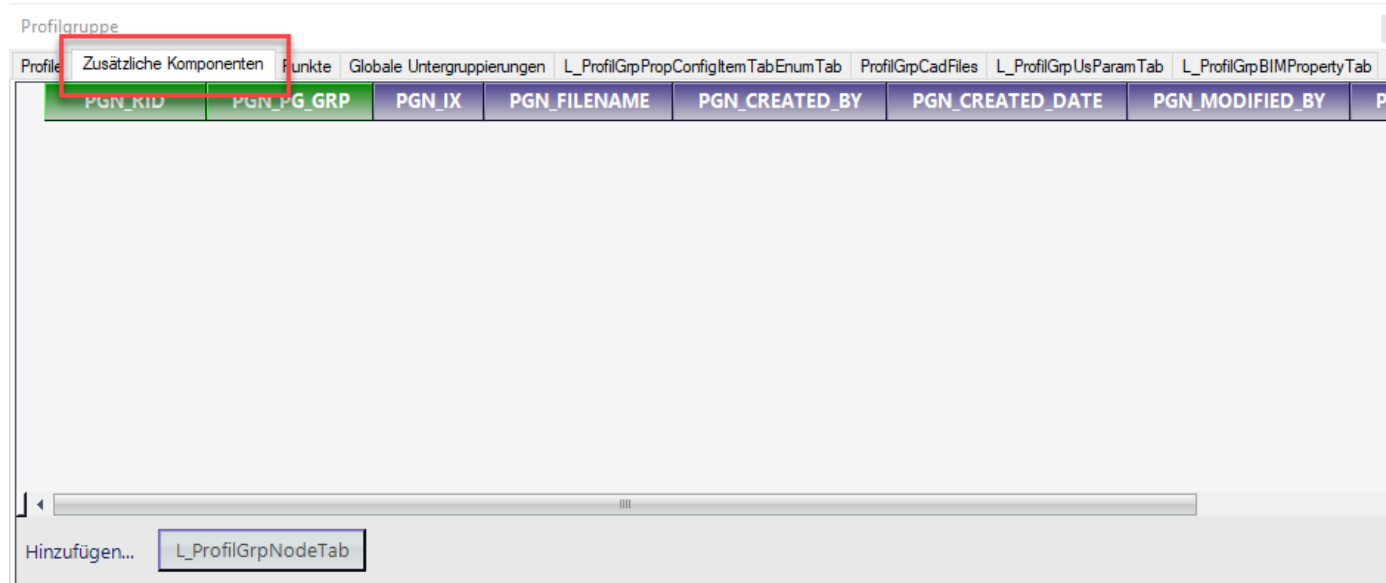 Profilgruppe
Profile Zusätzliche Komponenten Punkte Globale Untergruppierungen L_ProfilGrpPropConfigItemTabEnumTab ProfilGrpCadFiles L_ProfilGrpUsParamTab L_ProfilGrpBIMPropertyTab
PGN_RID PGN_PG_GRP PGN_IX PGN_FILENAME PGN_CREATED_BY PGN_CREATED_DATE PGN_MODIFIED_BY P
Hinzufügen... L_ProfilGrpNodeTab